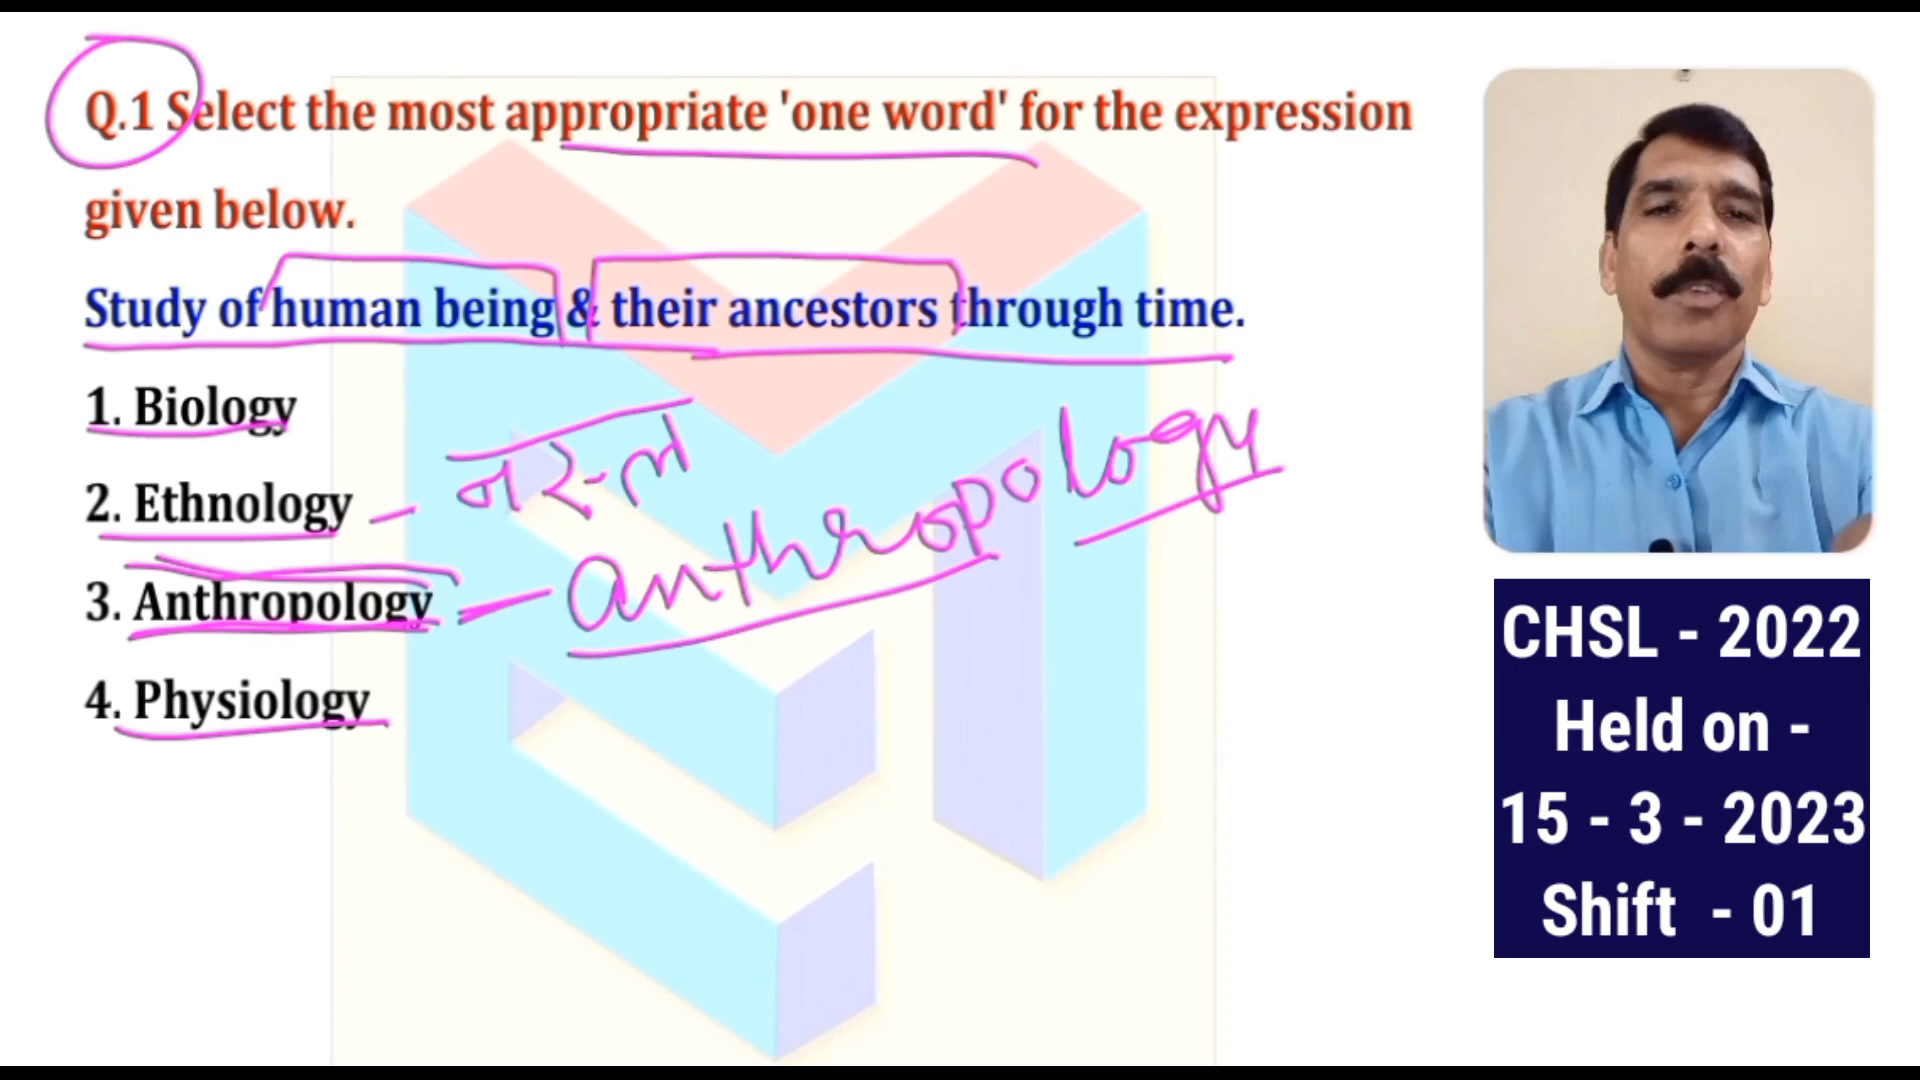 Q.1 Select the most appropriate 'one word' for the expression
given below.
Study of human being & their ancestors through time.
1. Biology
2. Ethnology -
3. Anthropology - anthropology
4. Physiology
CHSL - 2022
Held on -
15 - 3 - 2023
Shift - 01